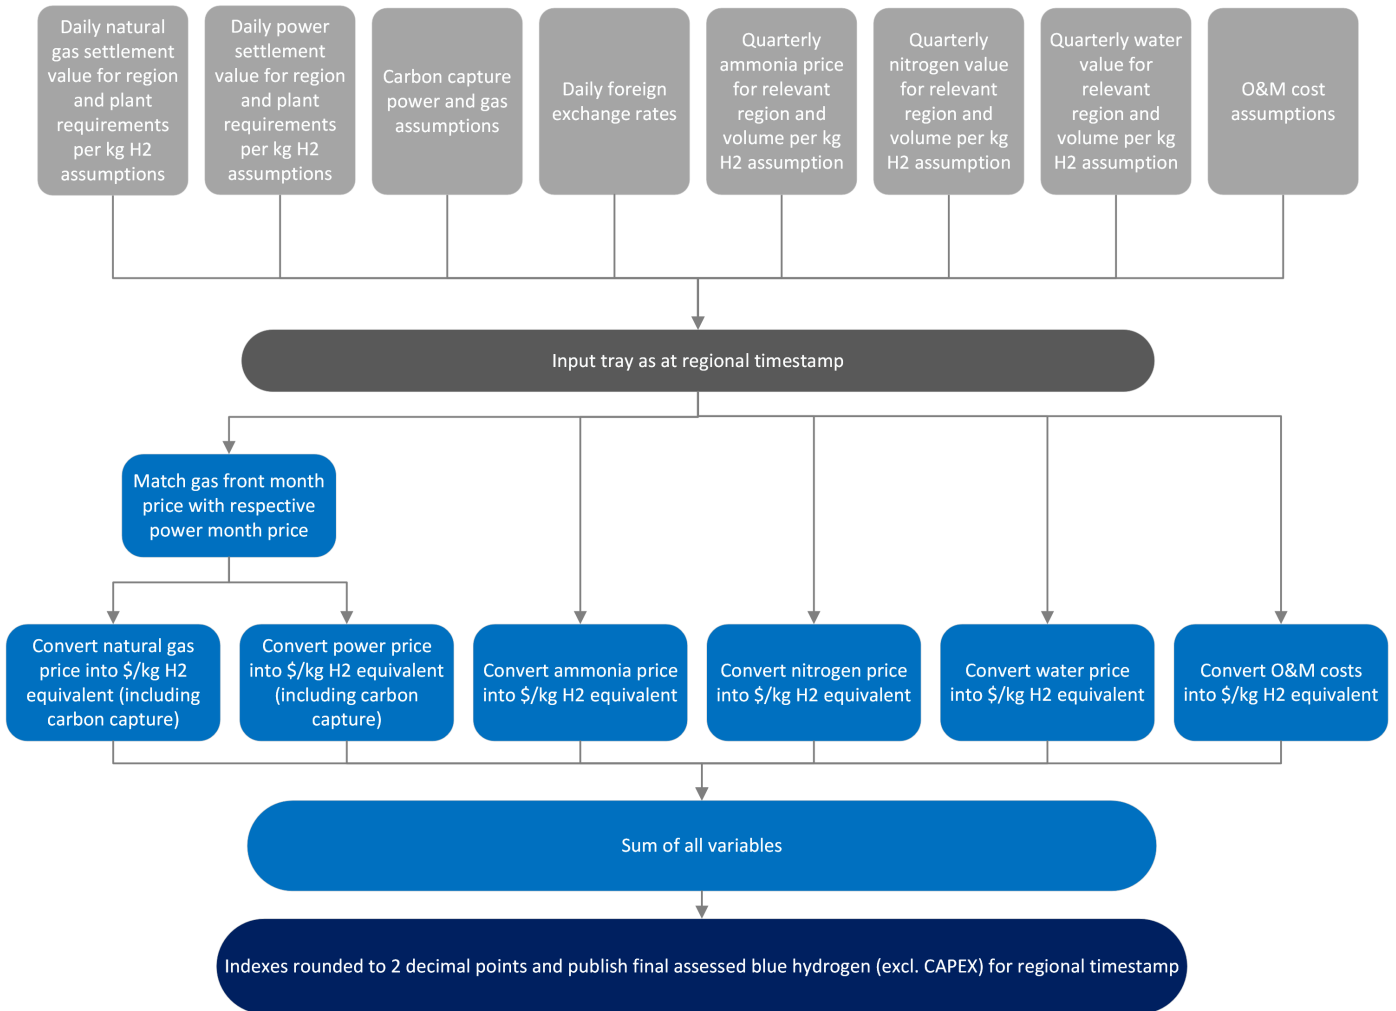 Daily natural
gas settlement
value for region
and plant
requirements
per kg H2
assumptions
Daily power
settlement
value for region
and plant
requirements
per kg H2
assumptions
Carbon capture
power and gas
assumptions
Daily foreign
exchange rates
Quarterly
ammonia price
for relevant
region and
volume per kg
H2 assumption
Quarterly
nitrogen value
for relevant
region and
volume per kg
H2 assumption
Quarterly water
value for
relevant
region and
volume per kg
H2 assumption
O&M cost
assumptions
Input tray as at regional timestamp
Match gas front month
price with respective
power month price
Convert natural gas
price into $/kg H2
equivalent (including
carbon capture)
Convert power price
into $/kg H2 equivalent
(including carbon
capture)
Convert ammonia price
into $/kg H2 equivalent
Convert nitrogen price
into $/kg H2 equivalent
Convert water price
into $/kg H2 equivalent
Convert O&M costs
into $/kg H2 equivalent
Sum of all variables
Indexes rounded to 2 decimal points and publish final assessed blue hydrogen (excl. CAPEX) for regional timestamp